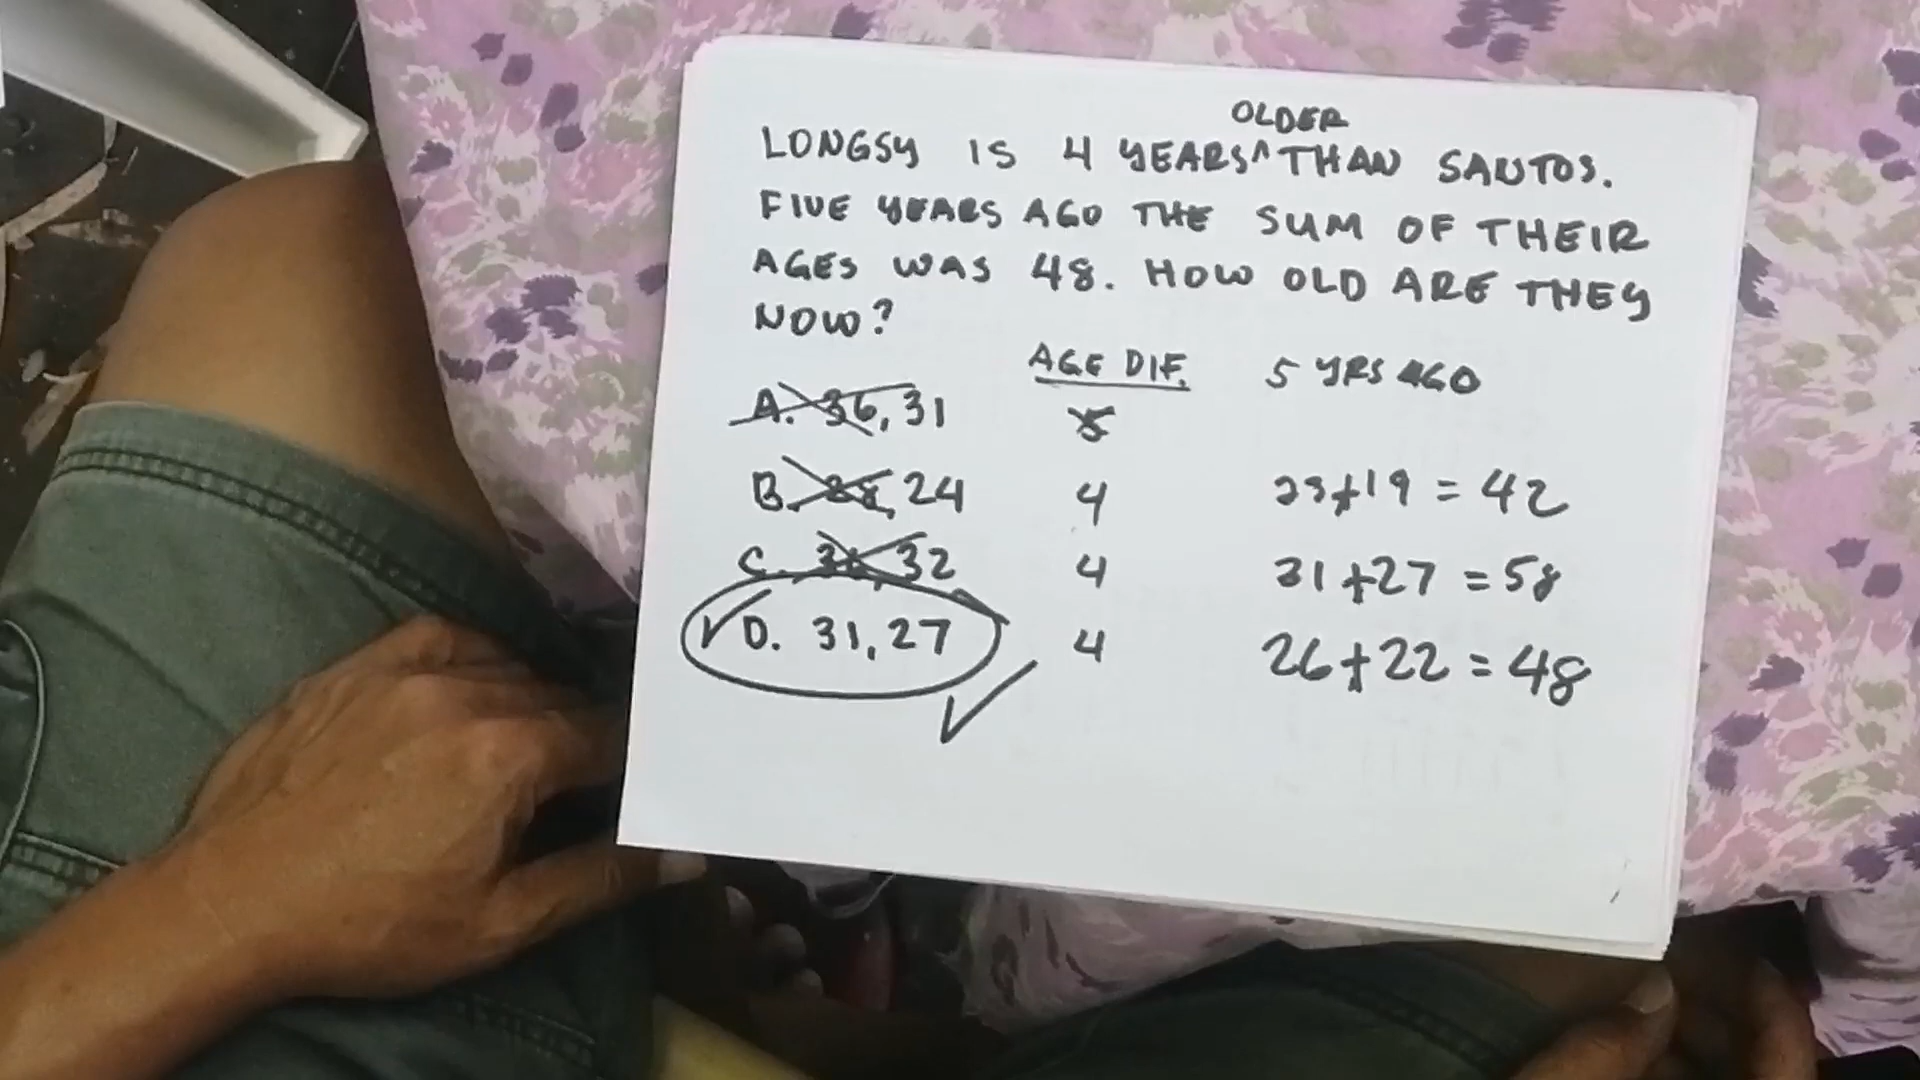 OLDER
LONGSY IS 4 YEARS^THAN SANTOS.
FIVE YEARS AGO THE SUM OF THEIR
AGES WAS 48. HOW OLD ARE THEY
NOW?
AGE DIF. 5 YRS AGO
A. 36, 31 5
B. 28, 24 4 23+19 = 42
C. 36, 32 4 31+27 = 58
D. 31, 27 4 26+22 = 48